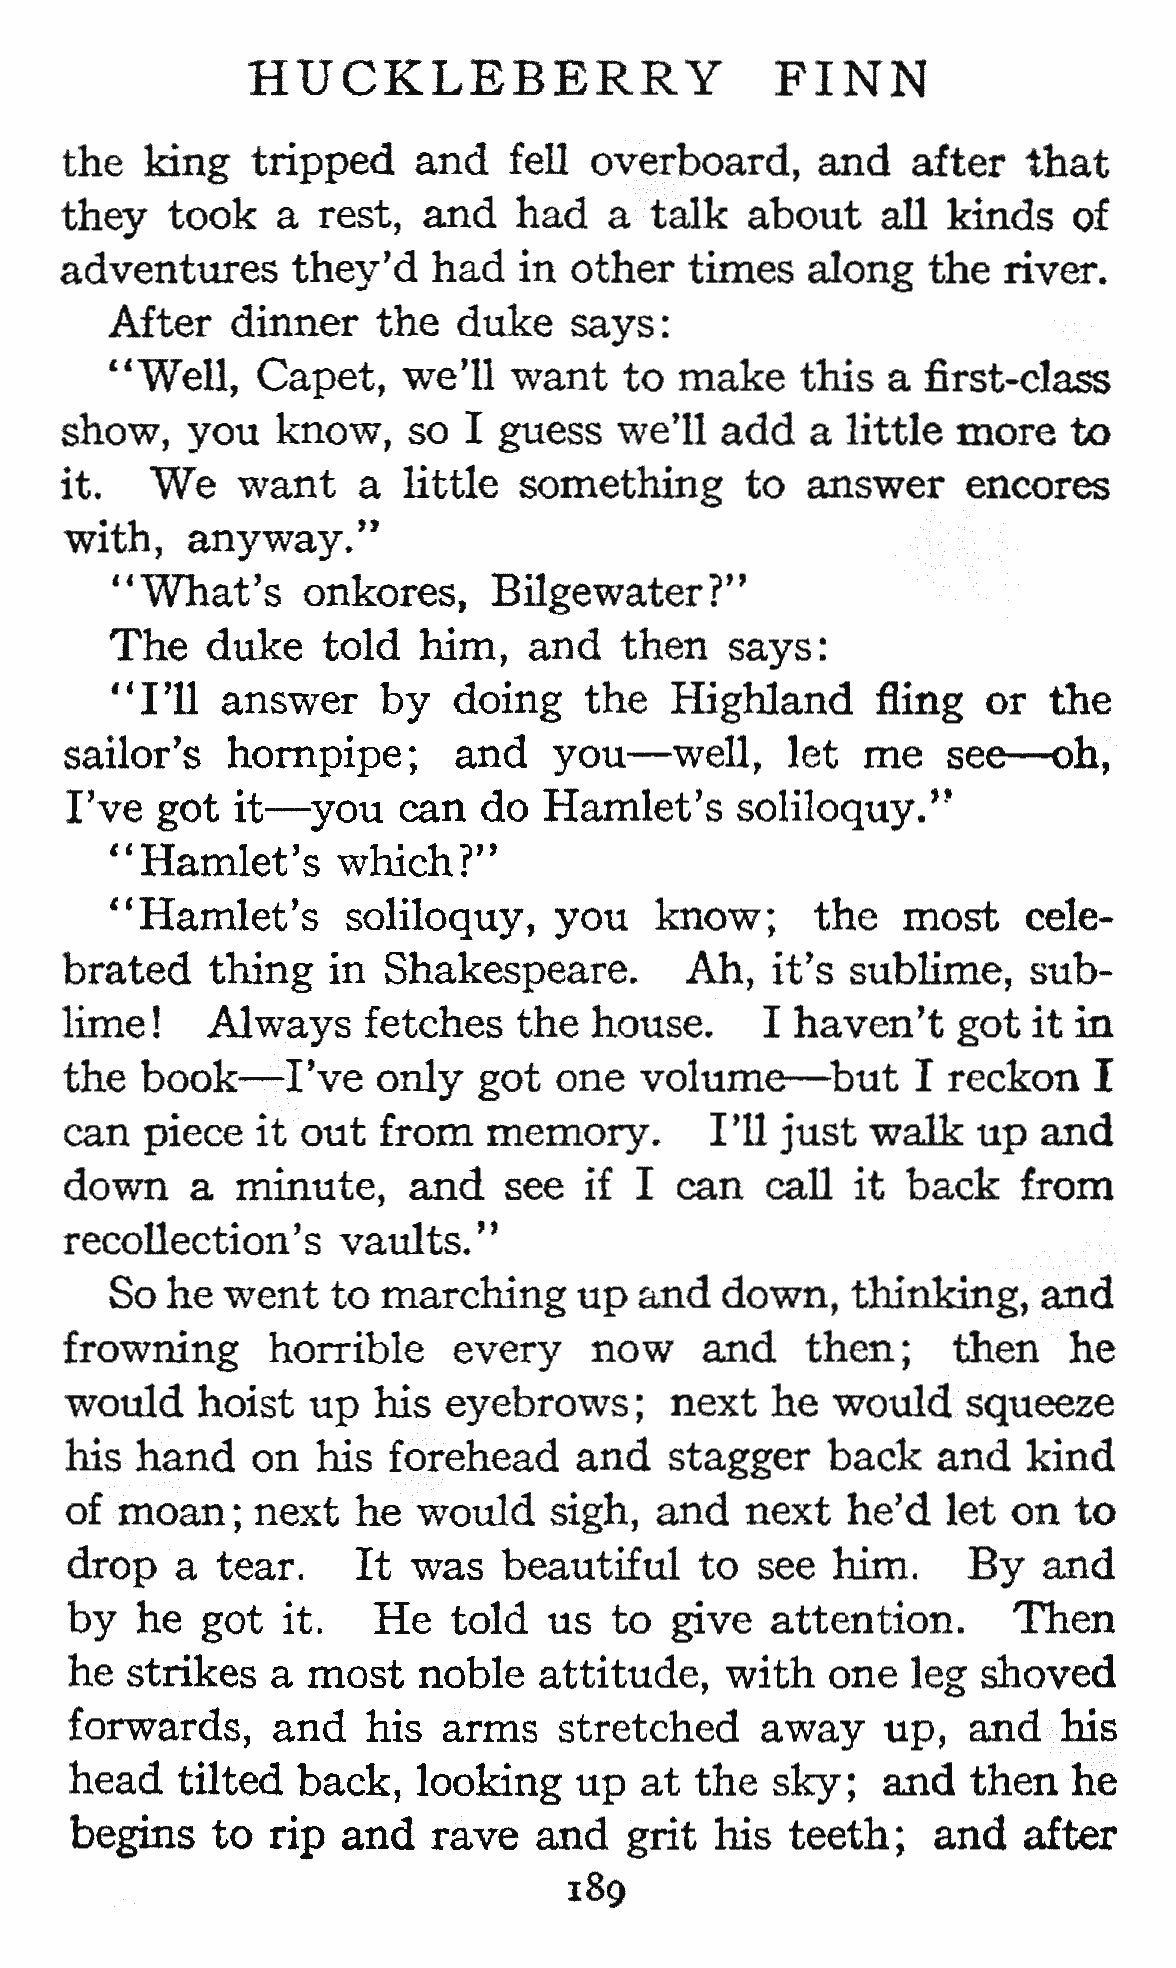 HUCKLEBERRY FINN
the king tripped and fell overboard, and after that
they took a rest, and had a talk about all kinds of
adventures they'd had in other times along the river.
After dinner the duke says:
"Well, Capet, we'll want to make this a first-class
show, you know, so I guess we'll add a little more to
it. We want a little something to answer encores
with, anyway."
"What's onkores, Bilgewater?"
The duke told him, and then says:
"I'll answer by doing the Highland fling or the
sailor's hornpipe; and you—well, let me see—oh,
I've got it—you can do Hamlet's soliloquy."
"Hamlet's which?"
"Hamlet's soliloquy, you know; the most cele-
brated thing in Shakespeare. Ah, it's sublime, sub-
lime! Always fetches the house. I haven't got it in
the book—I've only got one volume—but I reckon I
can piece it out from memory. I'll just walk up and
down a minute, and see if I can call it back from
recollection's vaults."
So he went to marching up and down, thinking, and
frowning horrible every now and then; then he
would hoist up his eyebrows; next he would squeeze
his hand on his forehead and stagger back and kind
of moan; next he would sigh, and next he'd let on to
drop a tear. It was beautiful to see him. By and
by he got it. He told us to give attention. Then
he strikes a most noble attitude, with one leg shoved
forwards, and his arms stretched away up, and his
head tilted back, looking up at the sky; and then he
begins to rip and rave and grit his teeth; and after
189